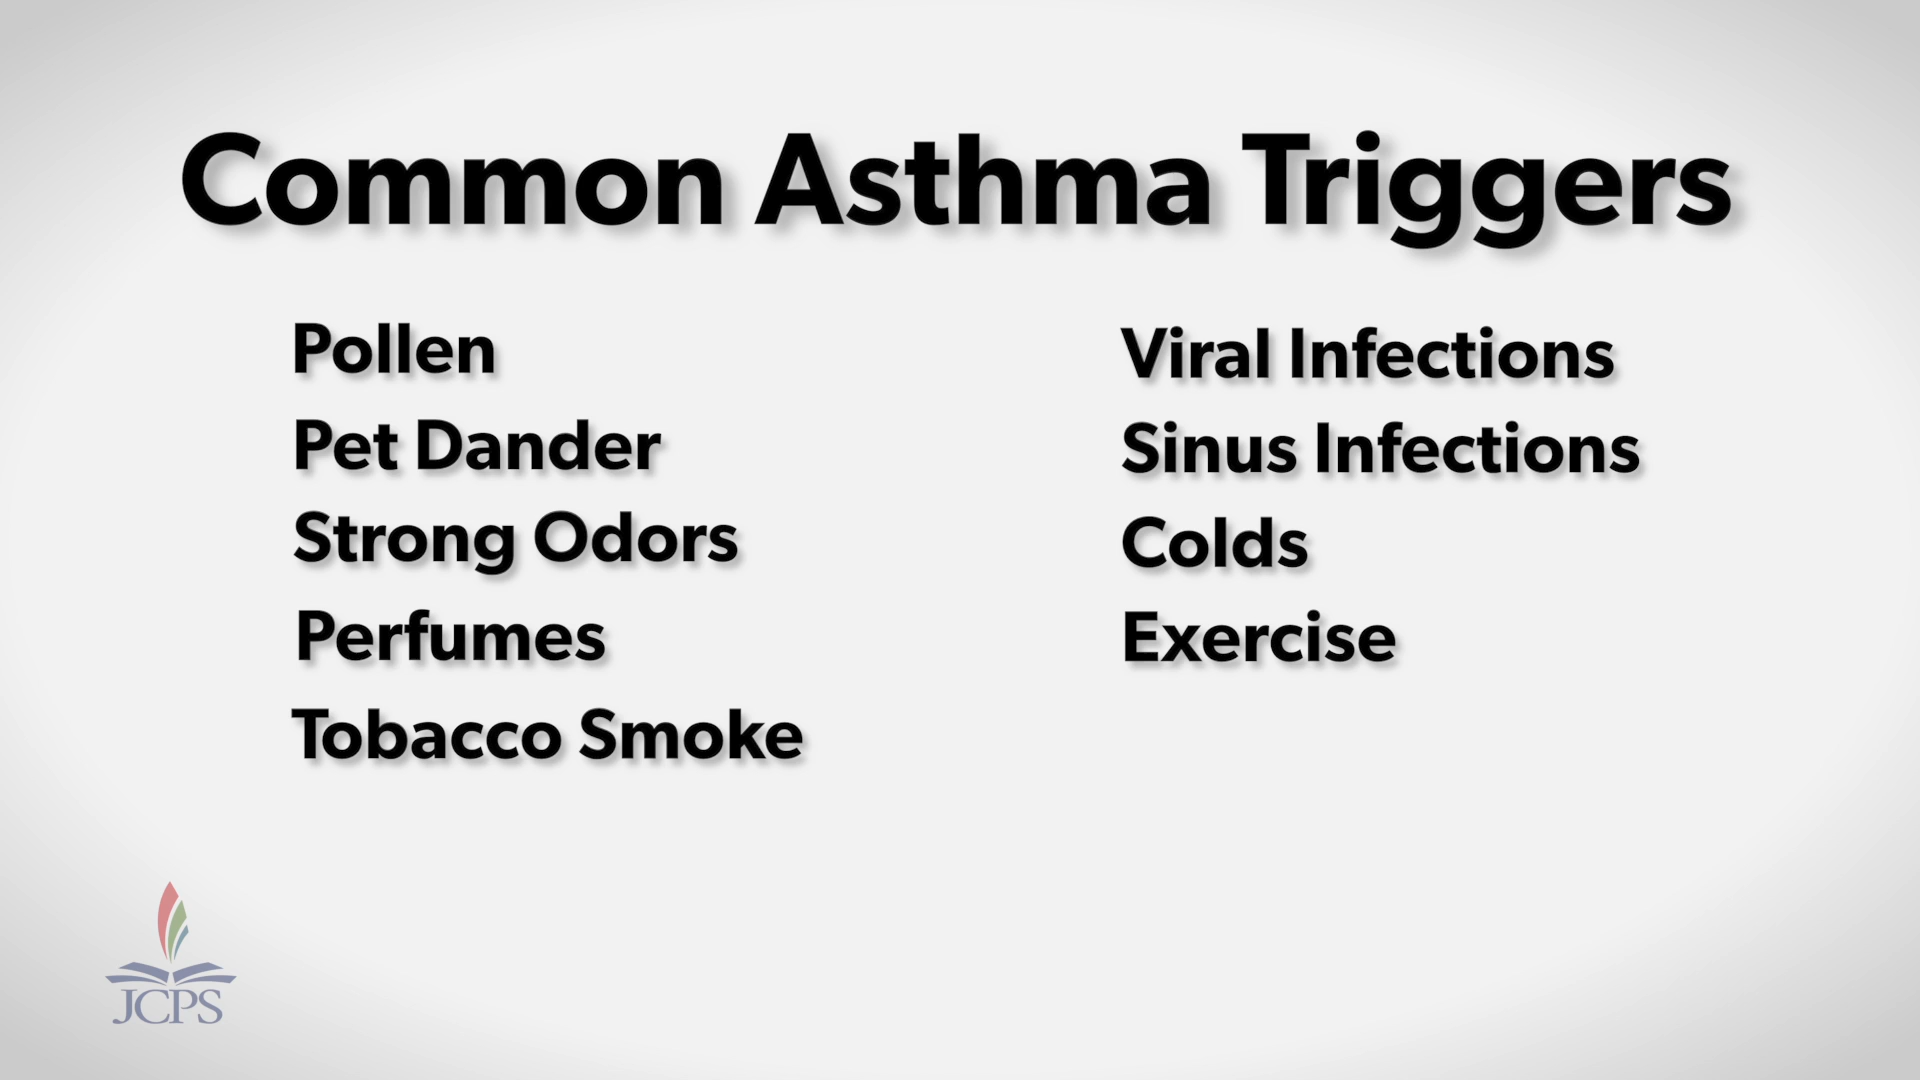 Common Asthma Triggers
Pollen
Pet Dander
Strong Odors
Perfumes
Tobacco Smoke
Viral Infections
Sinus Infections
Colds
Exercise
JCPS